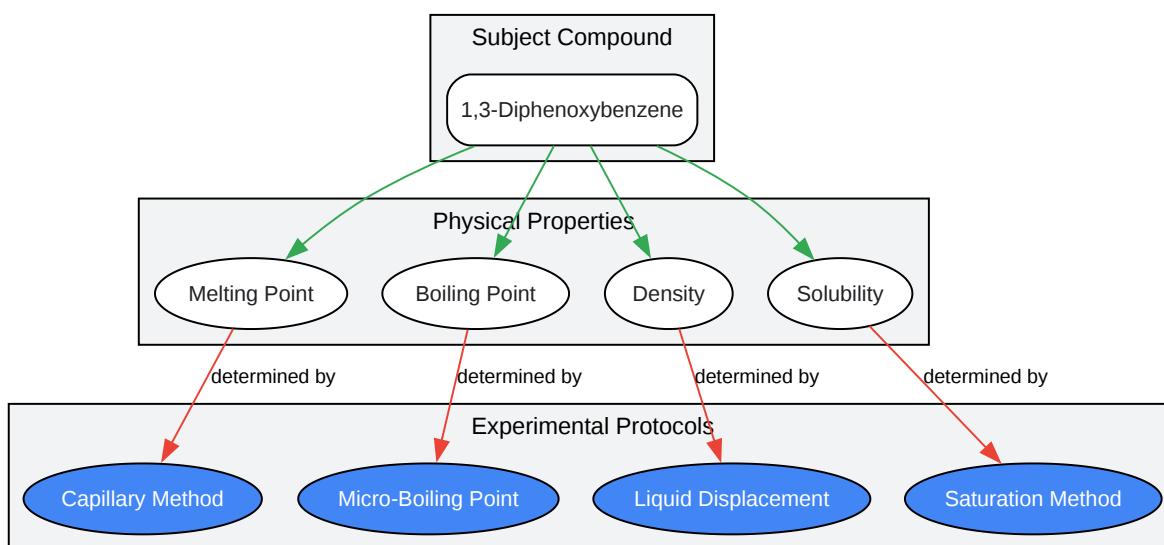 Subject Compound
1,3-Diphenoxybenzene
Physical Properties
Melting Point
Boiling Point
Density
Solubility
determined by
determined by
determined by
determined by
Experimental Protocols
Capillary Method
Micro-Boiling Point
Liquid Displacement
Saturation Method